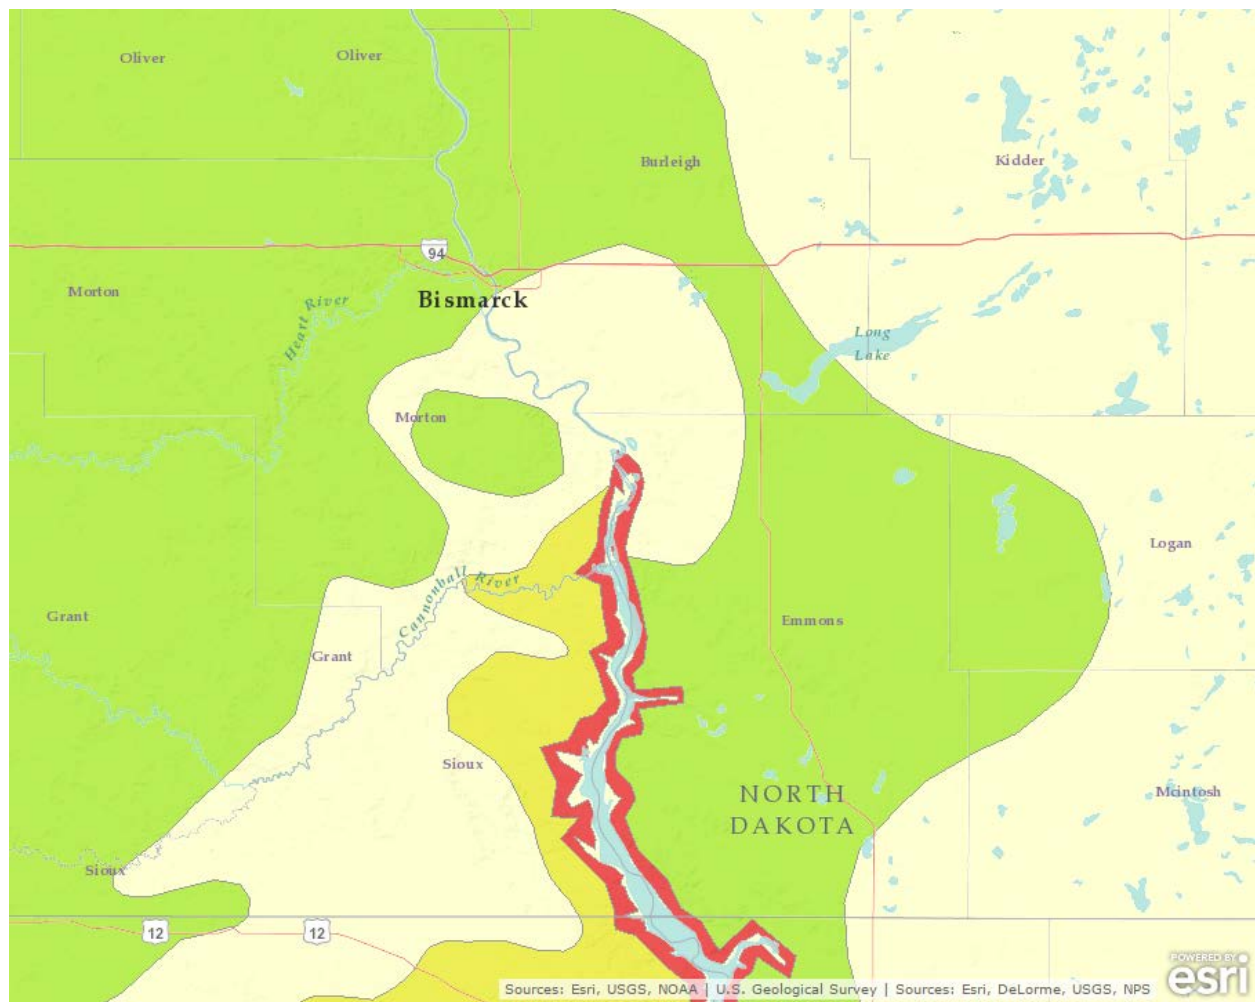 Oliver
Oliver
Burleigh
Kidder
94
Morton
Heart River
Bismarck
Long
Lake
Morton
Logan
Cannonball River
Grant
Emmons
Grant
Sioux
NORTH
DAKOTA
Mcintosh
Sioux
12
12
POWERED BY
esri
Sources: Esri, USGS, NOAA | U.S. Geological Survey | Sources: Esri, DeLorme, USGS, NPS